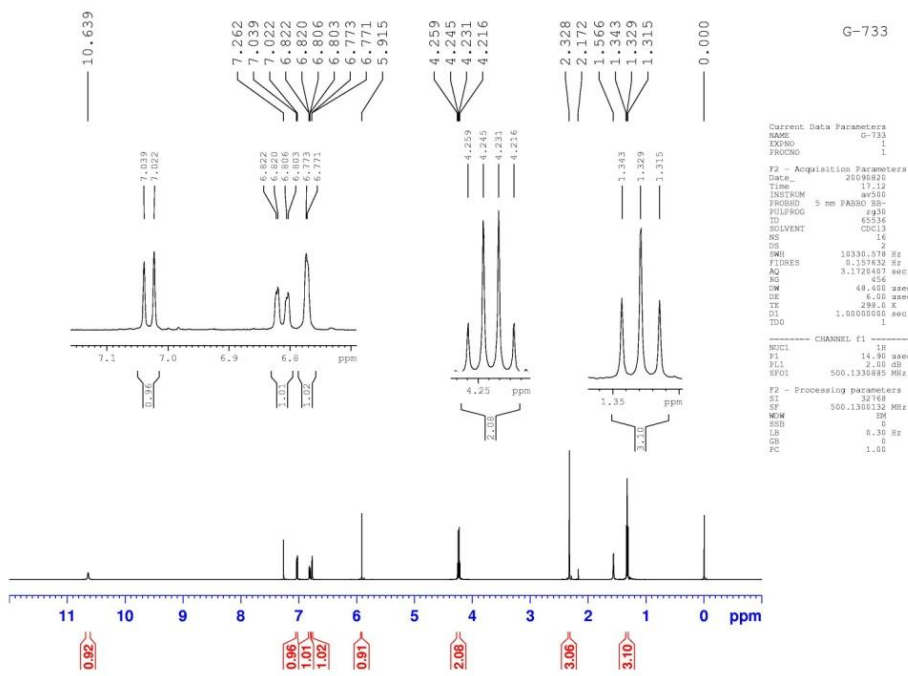 G-733
10.639
7.262
7.039
7.022
6.822
6.820
6.806
6.803
6.773
6.771
5.915
4.259
4.245
4.231
4.216
2.328
2.172
1.566
1.343
1.329
1.315
0.000
7.039
7.022
6.822
6.820
6.806
6.803
6.773
6.771
7.1 7.0 6.9 6.8 ppm
0.96
1.01
1.02
4.259
4.245
4.231
4.216
4.25 ppm
2.08
1.343
1.329
1.315
1.35 ppm
3.10
Current Data Parameters
NAME G-733
EXPNO 1
PROCNO 1
F2 - Acquisition Parameters
Date_ 20090820
Time 17.12
INSTRUM av500
PROBHD 5 mm PABBO BB-
PULPROG zg30
TD 65536
SOLVENT CDCl3
NS 16
DS 2
SWH 10330.578 Hz
FIDRES 0.157632 Hz
AQ 3.1720407 sec
RG 456
DW 48.400 usec
DE 6.00 usec
TE 298.0 K
D1 1.00000000 sec
TD0 1
======== CHANNEL f1 ========
NUC1 1H
P1 14.90 usec
PL1 2.00 dB
SFO1 500.1330885 MHz
F2 - Processing parameters
SI 32768
SF 500.1300132 MHz
WDW EM
SSB 0
LB 0.30 Hz
GB 0
PC 1.00
11 10 9 8 7 6 5 4 3 2 1 0 ppm
0.92
0.96
1.01
1.02
0.91
2.08
3.06
3.10